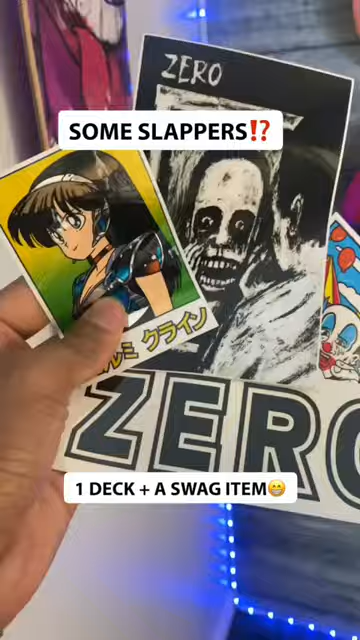 ZERO
SOME SLAPPERS⁉️
ルミ クライン
ZERO
1 DECK + A SWAG ITEM😁